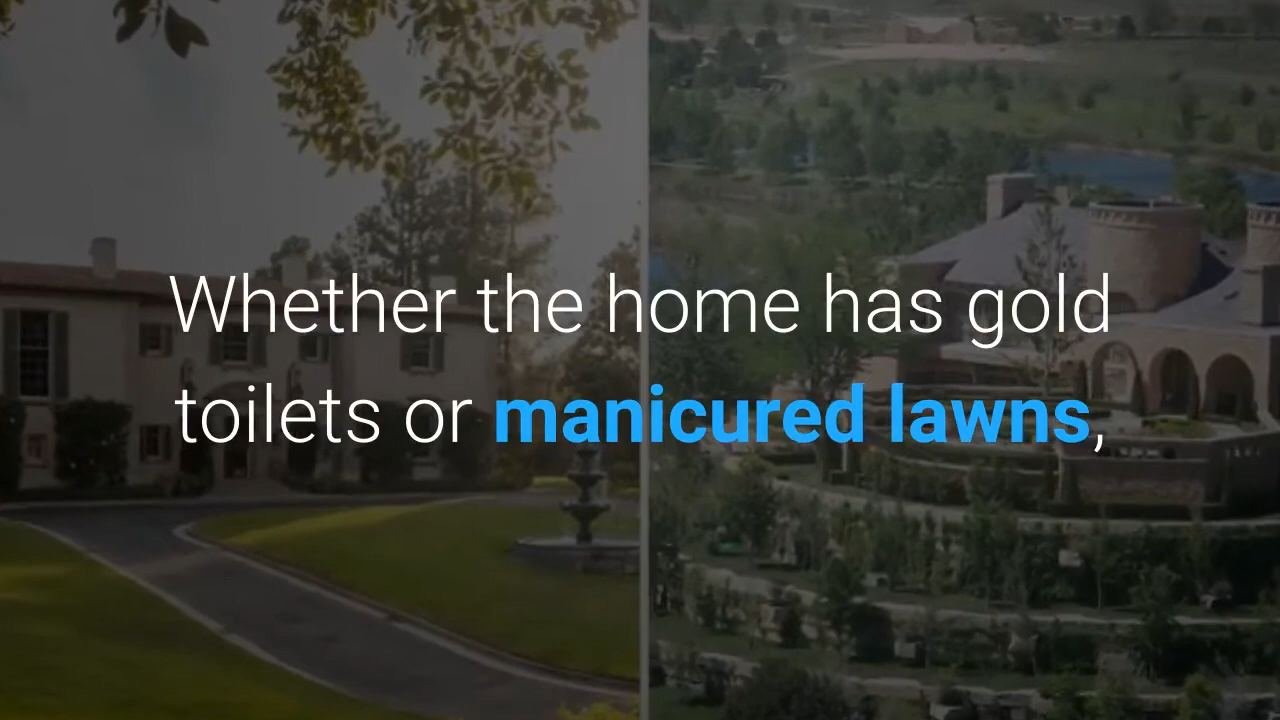 Whether the home has gold
toilets or manicured lawns,